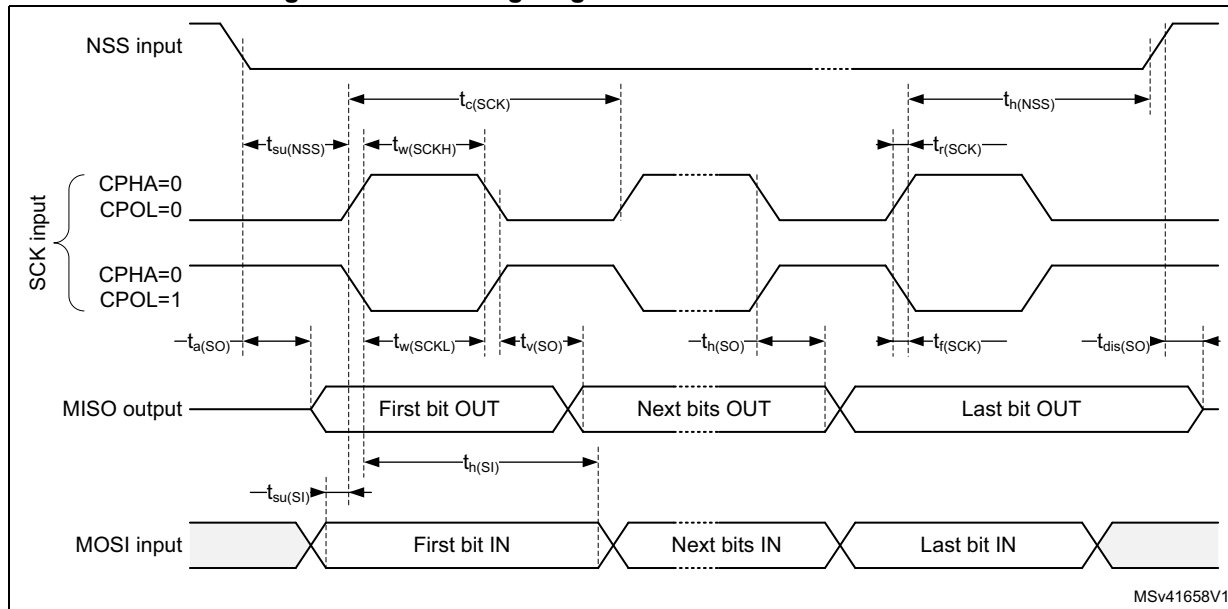 NSS input
tc(SCK)
th(NSS)
tsu(NSS)
tw(SCKH)
tr(SCK)
SCK input
CPHA=0
CPOL=0
CPHA=0
CPOL=1
ta(SO)
tw(SCKL)
tv(SO)
th(SO)
tf(SCK)
tdis(SO)
MISO output
First bit OUT
Next bits OUT
Last bit OUT
th(SI)
tsu(SI)
MOSI input
First bit IN
Next bits IN
Last bit IN
MSv41658V1